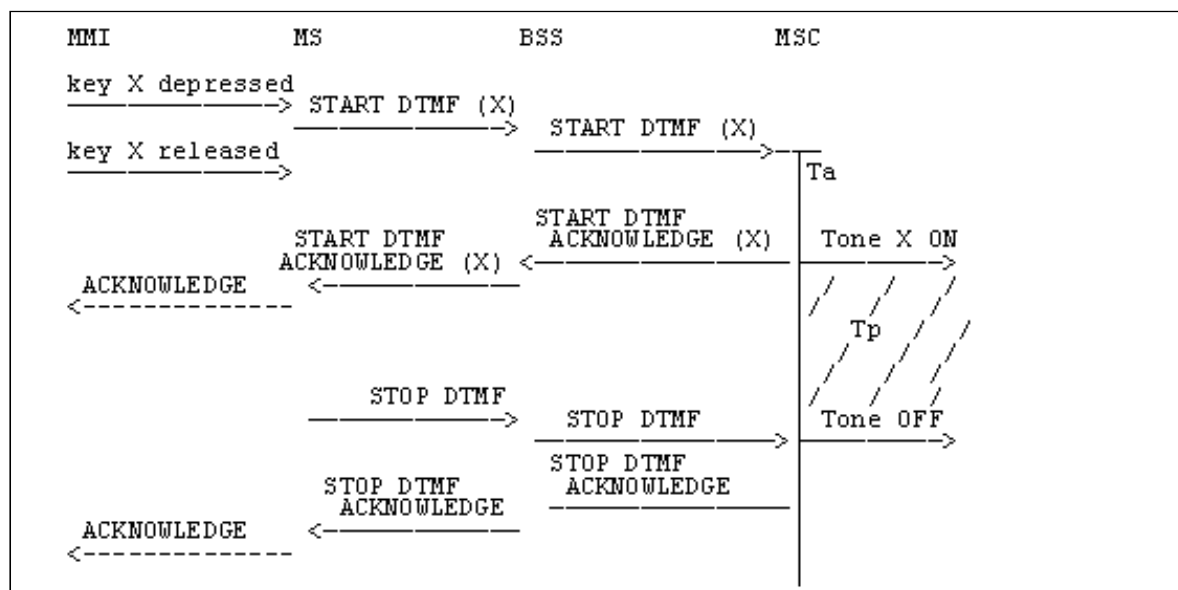 MMI MS BSS MSC
key X depressed
START DTMF (X)
START DTMF (X)
key X released
Ta
START DTMF
ACKNOWLEDGE (X)
START DTMF
ACKNOWLEDGE (X)
Tone X ON
ACKNOWLEDGE
Tp
STOP DTMF
STOP DTMF
Tone OFF
STOP DTMF
ACKNOWLEDGE
STOP DTMF
ACKNOWLEDGE
ACKNOWLEDGE